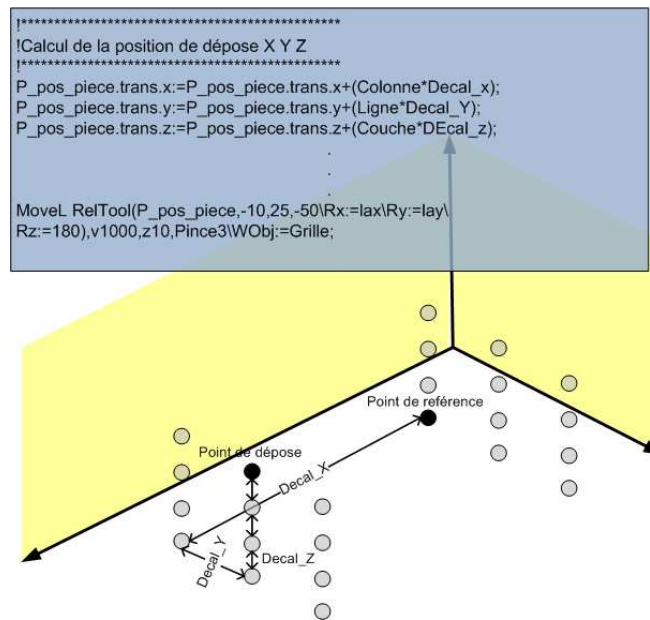 !*********************************************
!Calcul de la position de dépose X Y Z
!*********************************************
P_pos_piece.trans.x:=P_pos_piece.trans.x+(Colonne*Decal_x);
P_pos_piece.trans.y:=P_pos_piece.trans.y+(Ligne*Decal_Y);
P_pos_piece.trans.z:=P_pos_piece.trans.z+(Couche*DEcal_z);
.
.
.
MoveL RelTool(P_pos_piece,-10,25,-50\Rx:=lax\Ry:=lay\
Rz:=180),v1000,z10,Pince3\WObj:=Grille;
Point de reférence
Point de dépose
Decal_X
Decal_Y
Decal_Z